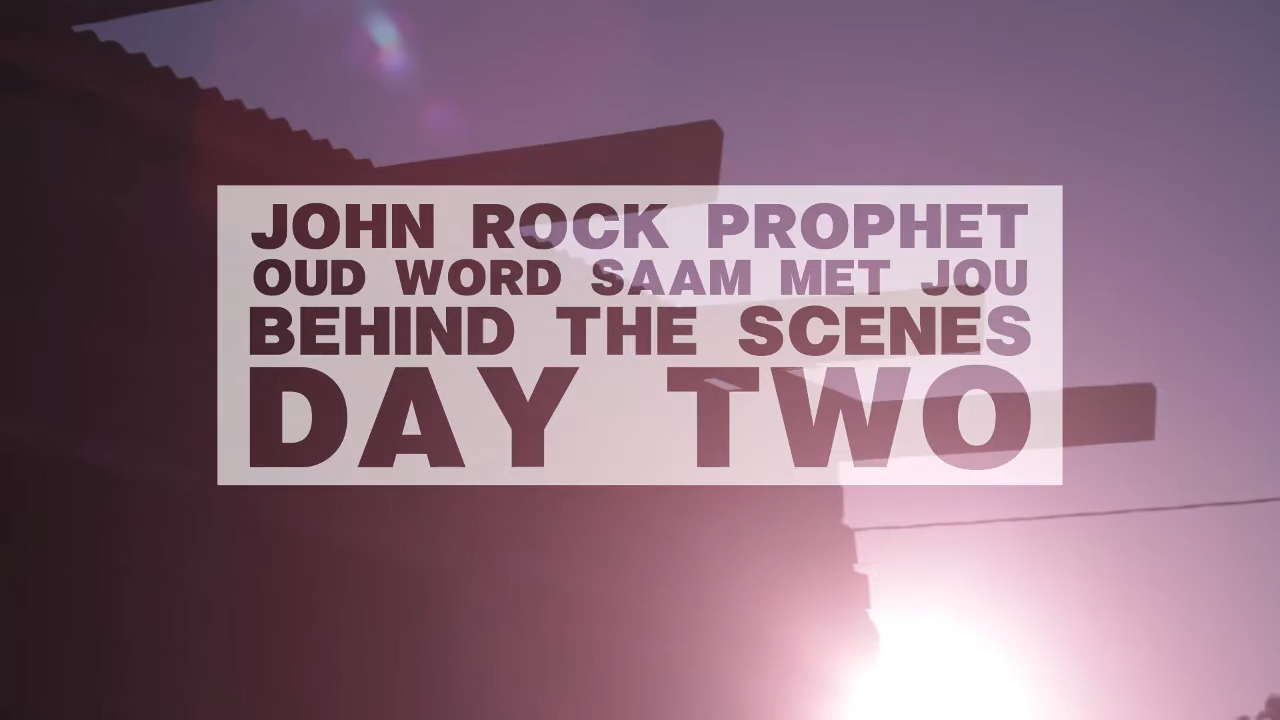 JOHN ROCK PROPHET
OUD WORD SAAM MET JOU
BEHIND THE SCENES
DAY TWO